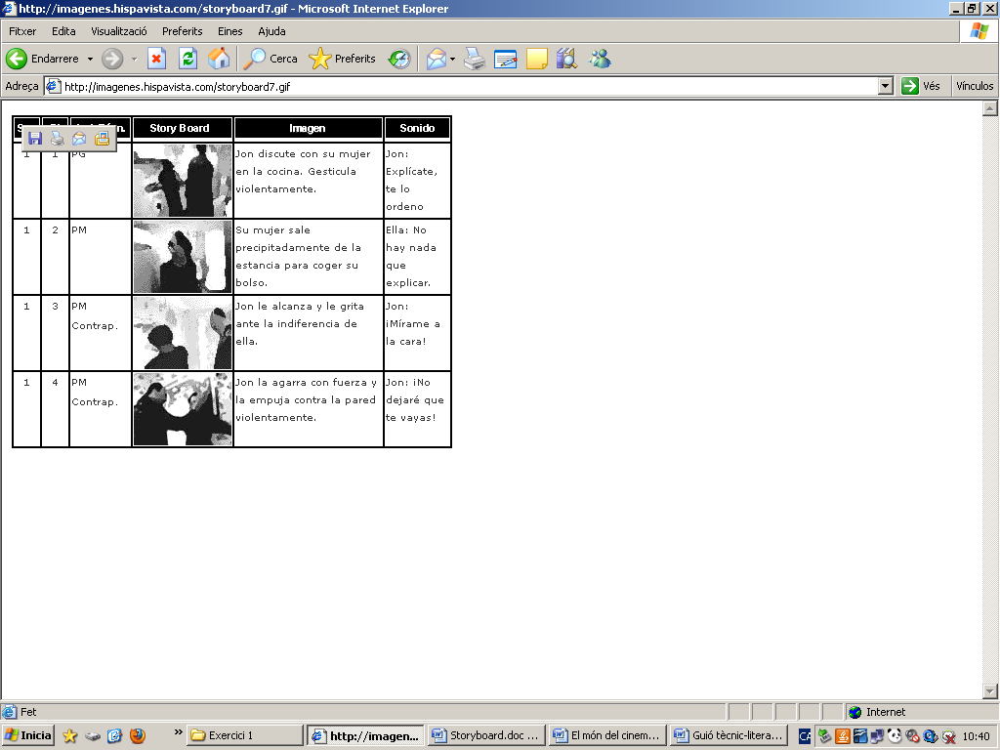 http://imagenes.hispavista.com/storyboard7.gif - Microsoft Internet Explorer
Fitxer Edita Visualització Preferits Eines Ajuda
Endarrere Cerca Preferits
Adreça http://imagenes.hispavista.com/storyboard7.gif Vés Vínculos
Story Board Imagen Sonido
1 1 PG Jon discute con su mujer Jon:
en la cocina. Gesticula Explícate,
violentamente. te lo
ordeno
1 2 PM Su mujer sale Ella: No
precipitadamente de la hay nada
estancia para coger su que
bolso. explicar.
1 3 PM Jon le alcanza y le grita Jon:
Contrap. ante la indiferencia de ¡Mírame a
ella. la cara!
1 4 PM Jon la agarra con fuerza y Jon: ¡No
Contrap. la empuja contra la pared dejaré que
violentamente. te vayas!
Fet Internet
Inicia » Exercici 1 http://imagen... Storyboard.doc ... El món del cinem... Guió tècnic-litera... CA 10:40